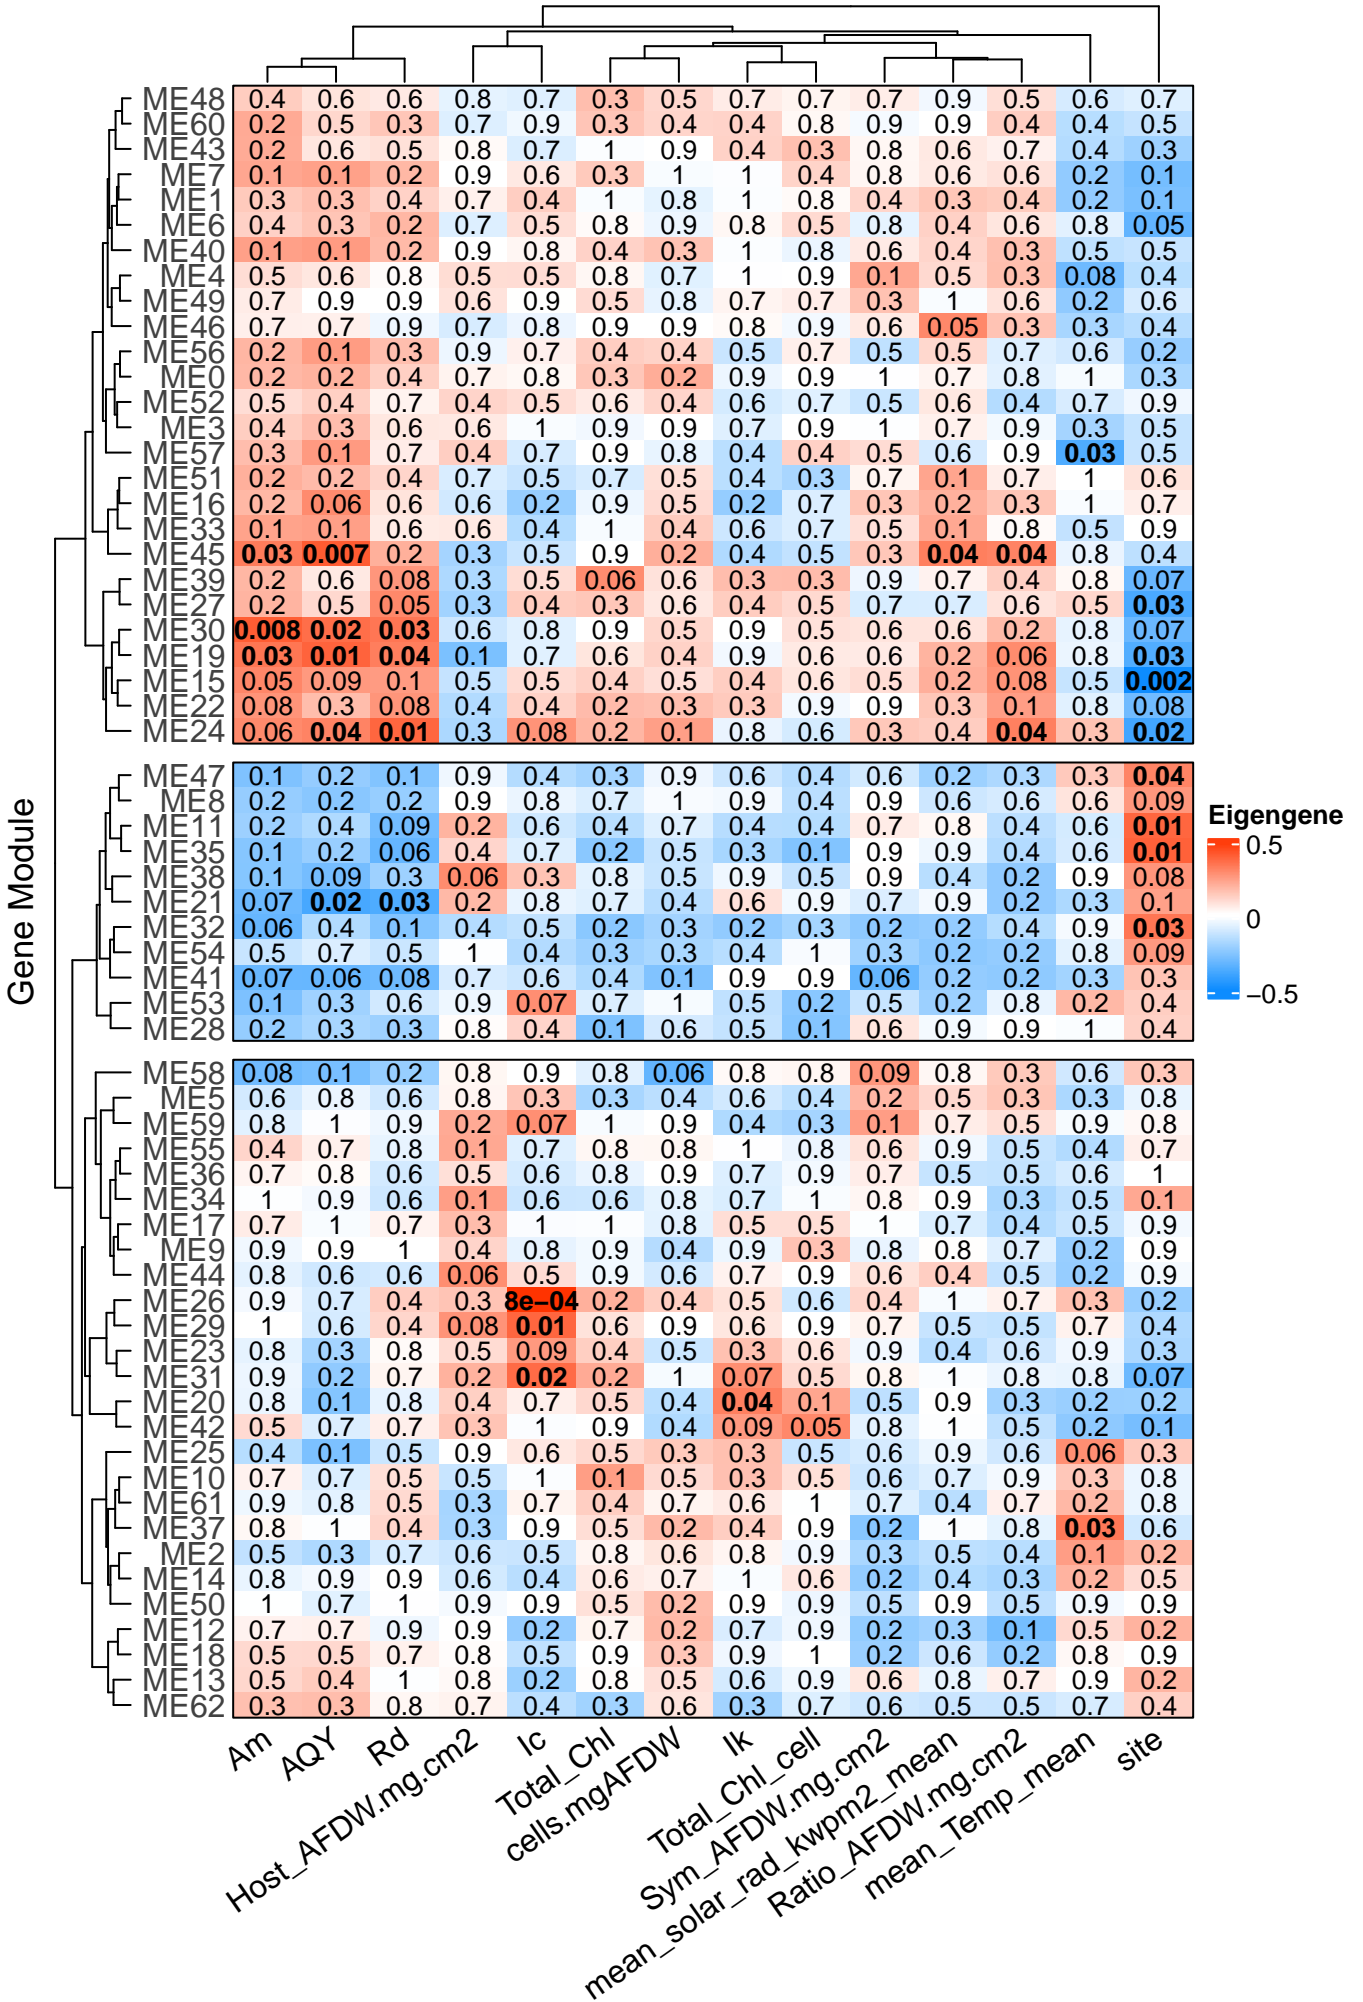 ME48 0.4 0.6 0.6 0.8 0.7 0.3 0.5 0.7 0.7 0.7 0.9 0.5 0.6 0.7
ME60 0.2 0.5 0.3 0.7 0.9 0.3 0.4 0.4 0.8 0.9 0.9 0.4 0.4 0.5
ME43 0.2 0.6 0.5 0.8 0.7 1 0.9 0.4 0.3 0.8 0.6 0.7 0.4 0.3
ME7 0.1 0.1 0.2 0.9 0.6 0.3 1 1 0.4 0.8 0.6 0.6 0.2 0.1
ME1 0.3 0.3 0.4 0.7 0.4 1 0.8 1 0.8 0.4 0.3 0.4 0.2 0.1
ME6 0.4 0.3 0.2 0.7 0.5 0.8 0.9 0.8 0.5 0.8 0.4 0.6 0.8 0.05
ME40 0.1 0.1 0.2 0.9 0.8 0.4 0.3 1 0.8 0.6 0.4 0.3 0.5 0.5
ME4 0.5 0.6 0.8 0.5 0.5 0.8 0.7 1 0.9 0.1 0.5 0.3 0.08 0.4
ME49 0.7 0.9 0.9 0.6 0.9 0.5 0.8 0.7 0.7 0.3 1 0.6 0.2 0.6
ME46 0.7 0.7 0.9 0.7 0.8 0.9 0.9 0.8 0.9 0.6 0.05 0.3 0.3 0.4
ME56 0.2 0.1 0.3 0.9 0.7 0.4 0.4 0.5 0.7 0.5 0.5 0.7 0.6 0.2
ME0 0.2 0.2 0.4 0.7 0.8 0.3 0.2 0.9 0.9 1 0.7 0.8 1 0.3
ME52 0.5 0.4 0.7 0.4 0.5 0.6 0.4 0.6 0.7 0.5 0.6 0.4 0.7 0.9
ME3 0.4 0.3 0.6 0.6 1 0.9 0.9 0.7 0.9 1 0.7 0.9 0.3 0.5
ME57 0.3 0.1 0.7 0.4 0.7 0.9 0.8 0.4 0.4 0.5 0.6 0.9 0.03 0.5
ME51 0.2 0.2 0.4 0.7 0.5 0.7 0.5 0.4 0.3 0.7 0.1 0.7 1 0.6
ME16 0.2 0.06 0.6 0.6 0.2 0.9 0.5 0.2 0.7 0.3 0.2 0.3 1 0.7
ME33 0.1 0.1 0.6 0.6 0.4 1 0.4 0.6 0.7 0.5 0.1 0.8 0.5 0.9
ME45 0.03 0.007 0.2 0.3 0.5 0.9 0.2 0.4 0.5 0.3 0.04 0.04 0.8 0.4
ME39 0.2 0.6 0.08 0.3 0.5 0.06 0.6 0.3 0.3 0.9 0.7 0.4 0.8 0.07
ME27 0.2 0.5 0.05 0.3 0.4 0.3 0.6 0.4 0.5 0.7 0.7 0.6 0.5 0.03
ME30 0.008 0.02 0.03 0.6 0.8 0.9 0.5 0.9 0.5 0.6 0.6 0.2 0.8 0.07
ME19 0.03 0.01 0.04 0.1 0.7 0.6 0.4 0.9 0.6 0.6 0.2 0.06 0.8 0.03
ME15 0.05 0.09 0.1 0.5 0.5 0.4 0.5 0.4 0.6 0.5 0.2 0.08 0.5 0.002
ME22 0.08 0.3 0.08 0.4 0.4 0.2 0.3 0.3 0.9 0.9 0.3 0.1 0.8 0.08
ME24 0.06 0.04 0.01 0.3 0.08 0.2 0.1 0.8 0.6 0.3 0.4 0.04 0.3 0.02
ME47 0.1 0.2 0.1 0.9 0.4 0.3 0.9 0.6 0.4 0.6 0.2 0.3 0.3 0.04
ME8 0.2 0.2 0.2 0.9 0.8 0.7 1 0.9 0.4 0.9 0.6 0.6 0.6 0.09
ME11 0.2 0.4 0.09 0.2 0.6 0.4 0.7 0.4 0.4 0.7 0.8 0.4 0.6 0.01
ME35 0.1 0.2 0.06 0.4 0.7 0.2 0.5 0.3 0.1 0.9 0.9 0.4 0.6 0.01
ME38 0.1 0.09 0.3 0.06 0.3 0.8 0.5 0.9 0.5 0.9 0.4 0.2 0.9 0.08
ME21 0.07 0.02 0.03 0.2 0.8 0.7 0.4 0.6 0.9 0.7 0.9 0.2 0.3 0.1
ME32 0.06 0.4 0.1 0.4 0.5 0.2 0.3 0.2 0.3 0.2 0.2 0.4 0.9 0.03
ME54 0.5 0.7 0.5 1 0.4 0.3 0.3 0.4 1 0.3 0.2 0.2 0.8 0.09
ME41 0.07 0.06 0.08 0.7 0.6 0.4 0.1 0.9 0.9 0.06 0.2 0.2 0.3 0.3
ME53 0.1 0.3 0.6 0.9 0.07 0.7 1 0.5 0.2 0.5 0.2 0.8 0.2 0.4
ME28 0.2 0.3 0.3 0.8 0.4 0.1 0.6 0.5 0.1 0.6 0.9 0.9 1 0.4
ME58 0.08 0.1 0.2 0.8 0.9 0.8 0.06 0.8 0.8 0.09 0.8 0.3 0.6 0.3
ME5 0.6 0.8 0.6 0.8 0.3 0.3 0.4 0.6 0.4 0.2 0.5 0.3 0.3 0.8
ME59 0.8 1 0.9 0.2 0.07 1 0.9 0.4 0.3 0.1 0.7 0.5 0.9 0.8
ME55 0.4 0.7 0.8 0.1 0.7 0.8 0.8 1 0.8 0.6 0.9 0.5 0.4 0.7
ME36 0.7 0.8 0.6 0.5 0.6 0.8 0.9 0.7 0.9 0.7 0.5 0.5 0.6 1
ME34 1 0.9 0.6 0.1 0.6 0.6 0.8 0.7 1 0.8 0.9 0.3 0.5 0.1
ME17 0.7 1 0.7 0.3 1 1 0.8 0.5 0.5 1 0.7 0.4 0.5 0.9
ME9 0.9 0.9 1 0.4 0.8 0.9 0.4 0.9 0.3 0.8 0.8 0.7 0.2 0.9
ME44 0.8 0.6 0.6 0.06 0.5 0.9 0.6 0.7 0.9 0.6 0.4 0.5 0.2 0.9
ME26 0.9 0.7 0.4 0.3 8e−04 0.2 0.4 0.5 0.6 0.4 1 0.7 0.3 0.2
ME29 1 0.6 0.4 0.08 0.01 0.6 0.9 0.6 0.9 0.7 0.5 0.5 0.7 0.4
ME23 0.8 0.3 0.8 0.5 0.09 0.4 0.5 0.3 0.6 0.9 0.4 0.6 0.9 0.3
ME31 0.9 0.2 0.7 0.2 0.02 0.2 1 0.07 0.5 0.8 1 0.8 0.8 0.07
ME20 0.8 0.1 0.8 0.4 0.7 0.5 0.4 0.04 0.1 0.5 0.9 0.3 0.2 0.2
ME42 0.5 0.7 0.7 0.3 1 0.9 0.4 0.09 0.05 0.8 1 0.5 0.2 0.1
ME25 0.4 0.1 0.5 0.9 0.6 0.5 0.3 0.3 0.5 0.6 0.9 0.6 0.06 0.3
ME10 0.7 0.7 0.5 0.5 1 0.1 0.5 0.3 0.5 0.6 0.7 0.9 0.3 0.8
ME61 0.9 0.8 0.5 0.3 0.7 0.4 0.7 0.6 1 0.7 0.4 0.7 0.2 0.8
ME37 0.8 1 0.4 0.3 0.9 0.5 0.2 0.4 0.9 0.2 1 0.8 0.03 0.6
ME2 0.5 0.3 0.7 0.6 0.5 0.8 0.6 0.8 0.9 0.3 0.5 0.4 0.1 0.2
ME14 0.8 0.9 0.9 0.6 0.4 0.6 0.7 1 0.6 0.2 0.4 0.3 0.2 0.5
ME50 1 0.7 1 0.9 0.9 0.5 0.2 0.9 0.9 0.5 0.9 0.5 0.9 0.9
ME12 0.7 0.7 0.9 0.9 0.2 0.7 0.2 0.7 0.9 0.2 0.3 0.1 0.5 0.2
ME18 0.5 0.5 0.7 0.8 0.5 0.9 0.3 0.9 1 0.2 0.6 0.2 0.8 0.9
ME13 0.5 0.4 1 0.8 0.2 0.8 0.5 0.6 0.9 0.6 0.8 0.7 0.9 0.2
ME62 0.3 0.3 0.8 0.7 0.4 0.3 0.6 0.3 0.7 0.6 0.5 0.5 0.7 0.4
Gene Module
Eigengene
0.5
0
−0.5
Am
AQY
Rd
Host_AFDW.mg.cm2
Ic
Total_Chl
cells.mgAFDW
Ik
Total_Chl_cell
Sym_AFDW.mg.cm2
mean_solar_rad_kwpm2_mean
Ratio_AFDW.mg.cm2
mean_Temp_mean
site